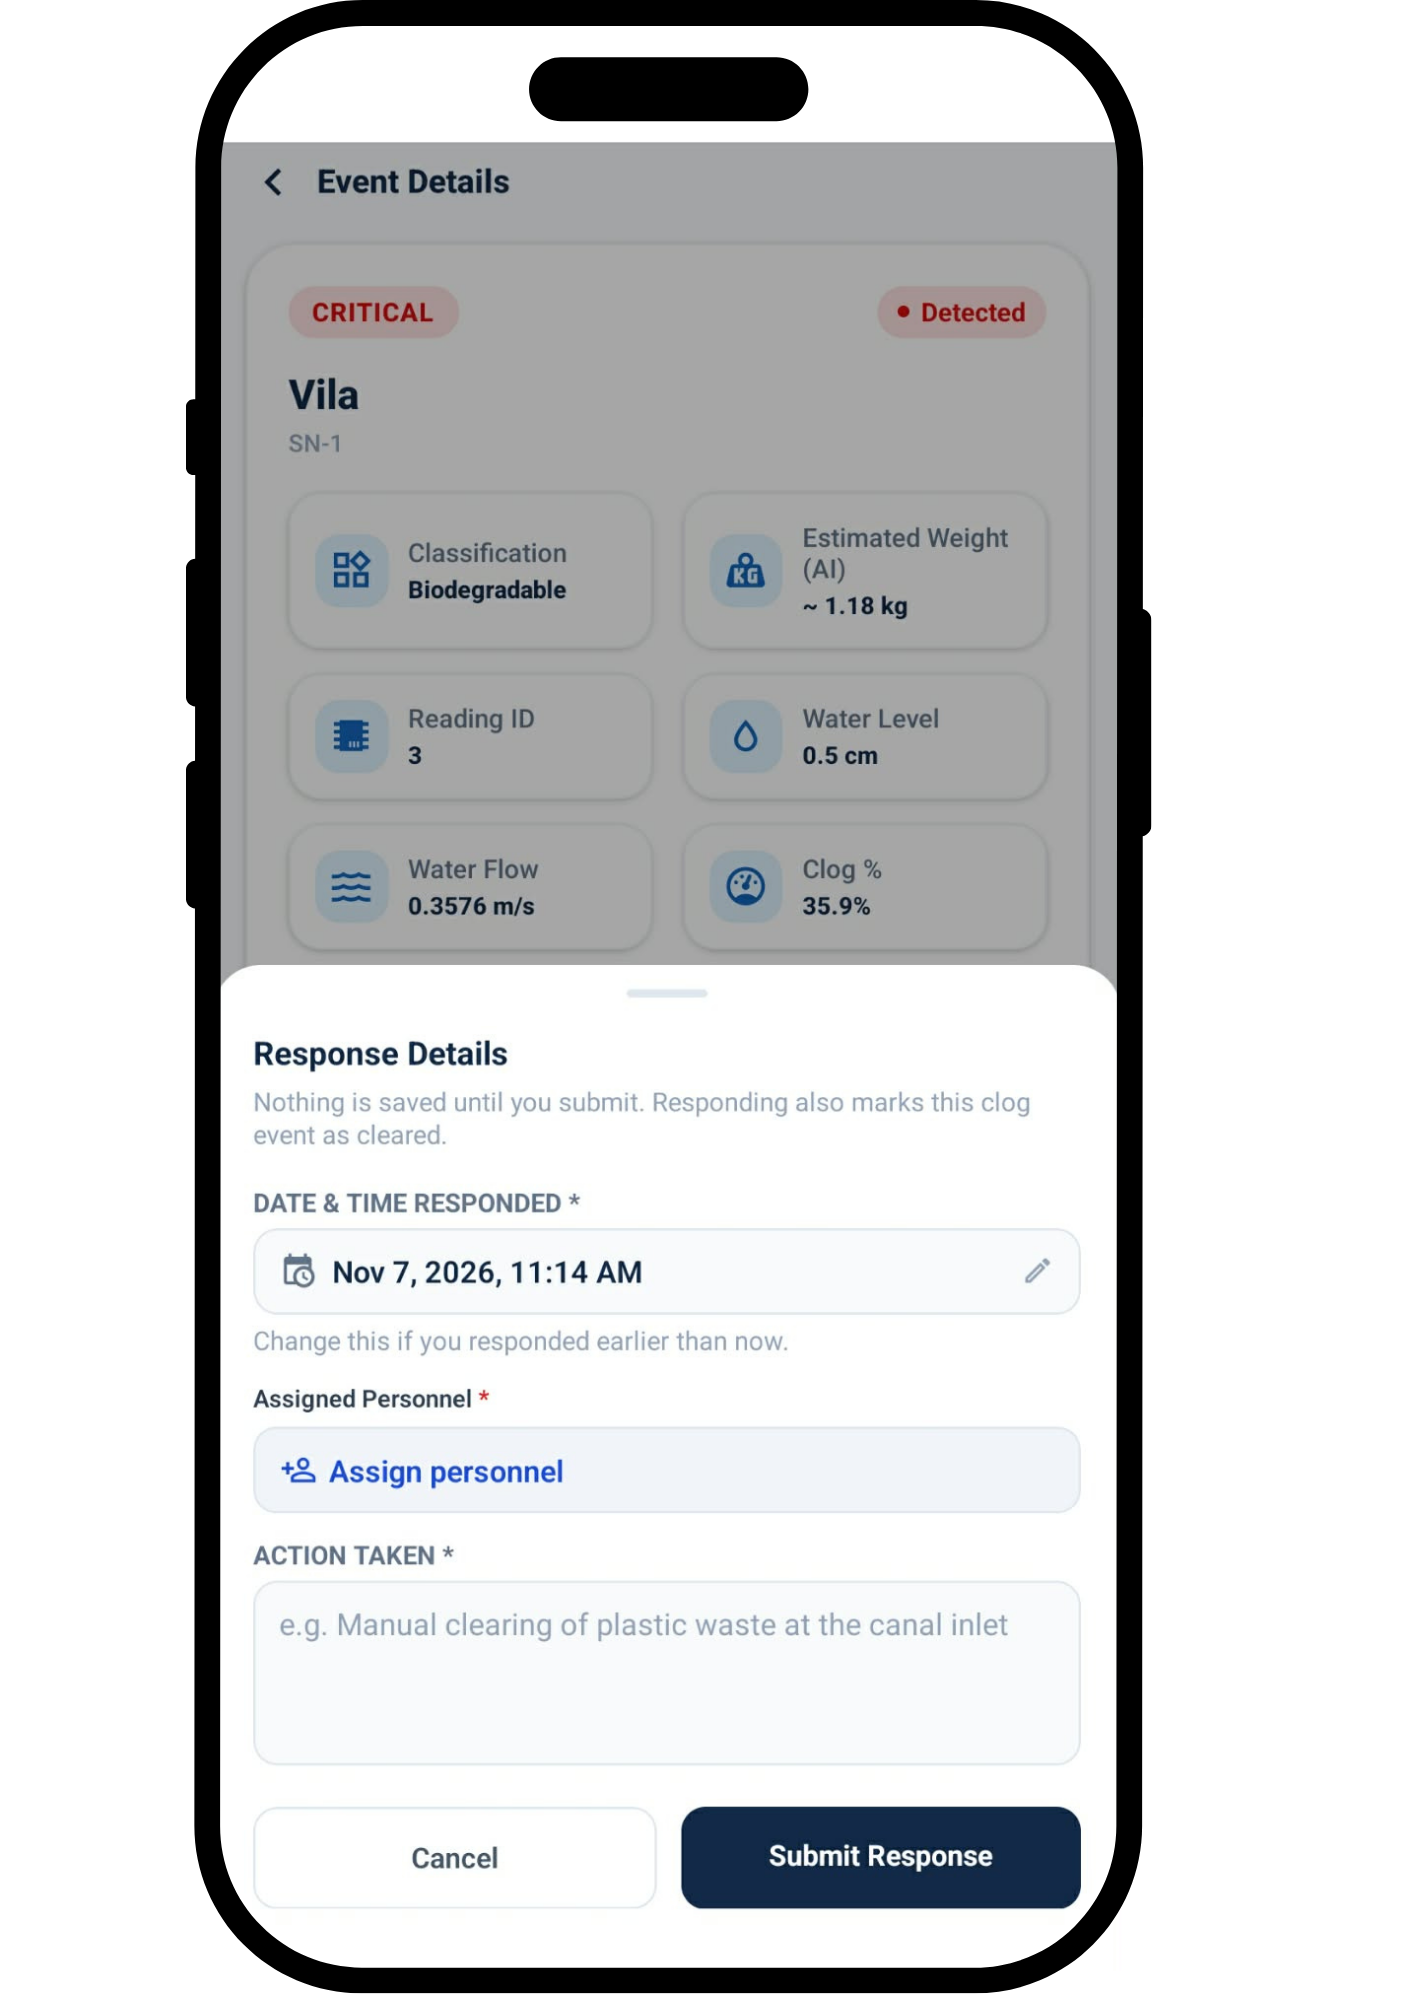 Event Details
CRITICAL
Detected
Vila
SN-1
Classification
Biodegradable
Estimated Weight
(AI)
~ 1.18 kg
Reading ID
3
Water Level
0.5 cm
Water Flow
0.3576 m/s
Clog %
35.9%
Response Details
Nothing is saved until you submit. Responding also marks this clog
event as cleared.
DATE & TIME RESPONDED *
Nov 7, 2026, 11:14 AM
Change this if you responded earlier than now.
Assigned Personnel *
Assign personnel
ACTION TAKEN *
e.g. Manual clearing of plastic waste at the canal inlet
Cancel
Submit Response